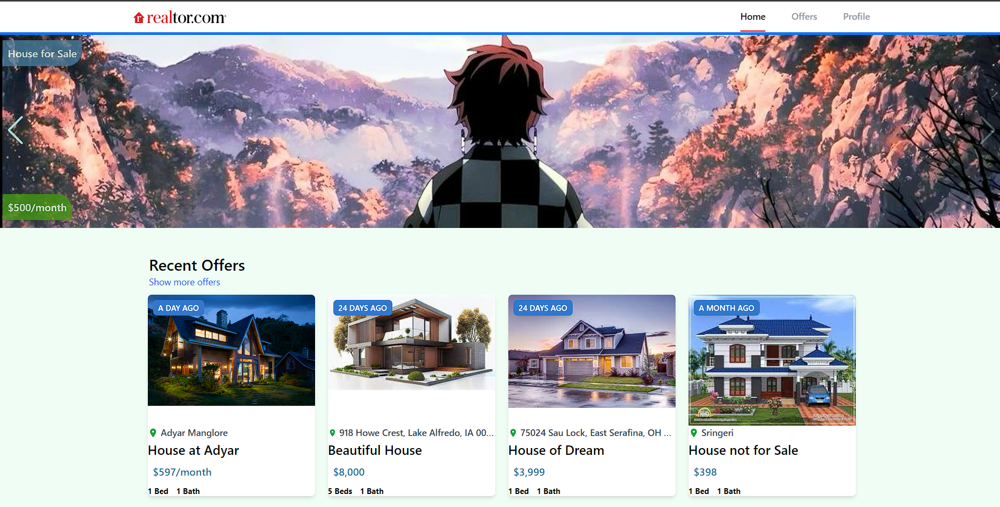 realtor.com
Home Offers Profile
House for Sale
$500/month
Recent Offers
Show more offers
A DAY AGO
24 DAYS AGO
24 DAYS AGO
A MONTH AGO
KHD
Adyar Manglore
918 Howe Crest, Lake Alfredo, IA 00...
75024 Sau Lock, East Serafina, OH ...
Sringeri
House at Adyar
Beautiful House
House of Dream
House not for Sale
$597/month
$8,000
$3,999
$398
1 Bed 1 Bath
5 Beds 1 Bath
1 Bed 1 Bath
1 Bed 1 Bath